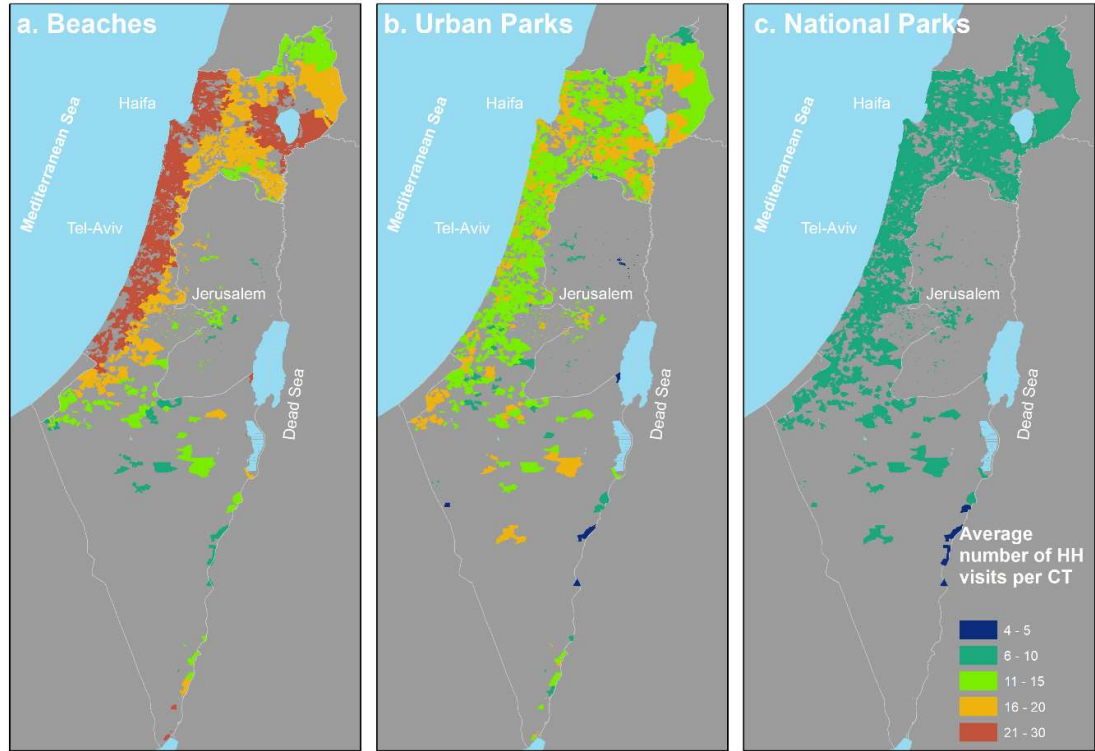 a. Beaches
Haifa
Mediterranean Sea
Tel-Aviv
Jerusalem
Dead Sea
b. Urban Parks
Haifa
Mediterranean Sea
Tel-Aviv
Jerusalem
Dead Sea
c. National Parks
Haifa
Mediterranean Sea
Tel-Aviv
Jerusalem
Dead Sea
Average
number of HH
visits per CT
4 - 5
6 - 10
11 - 15
16 - 20
21 - 30